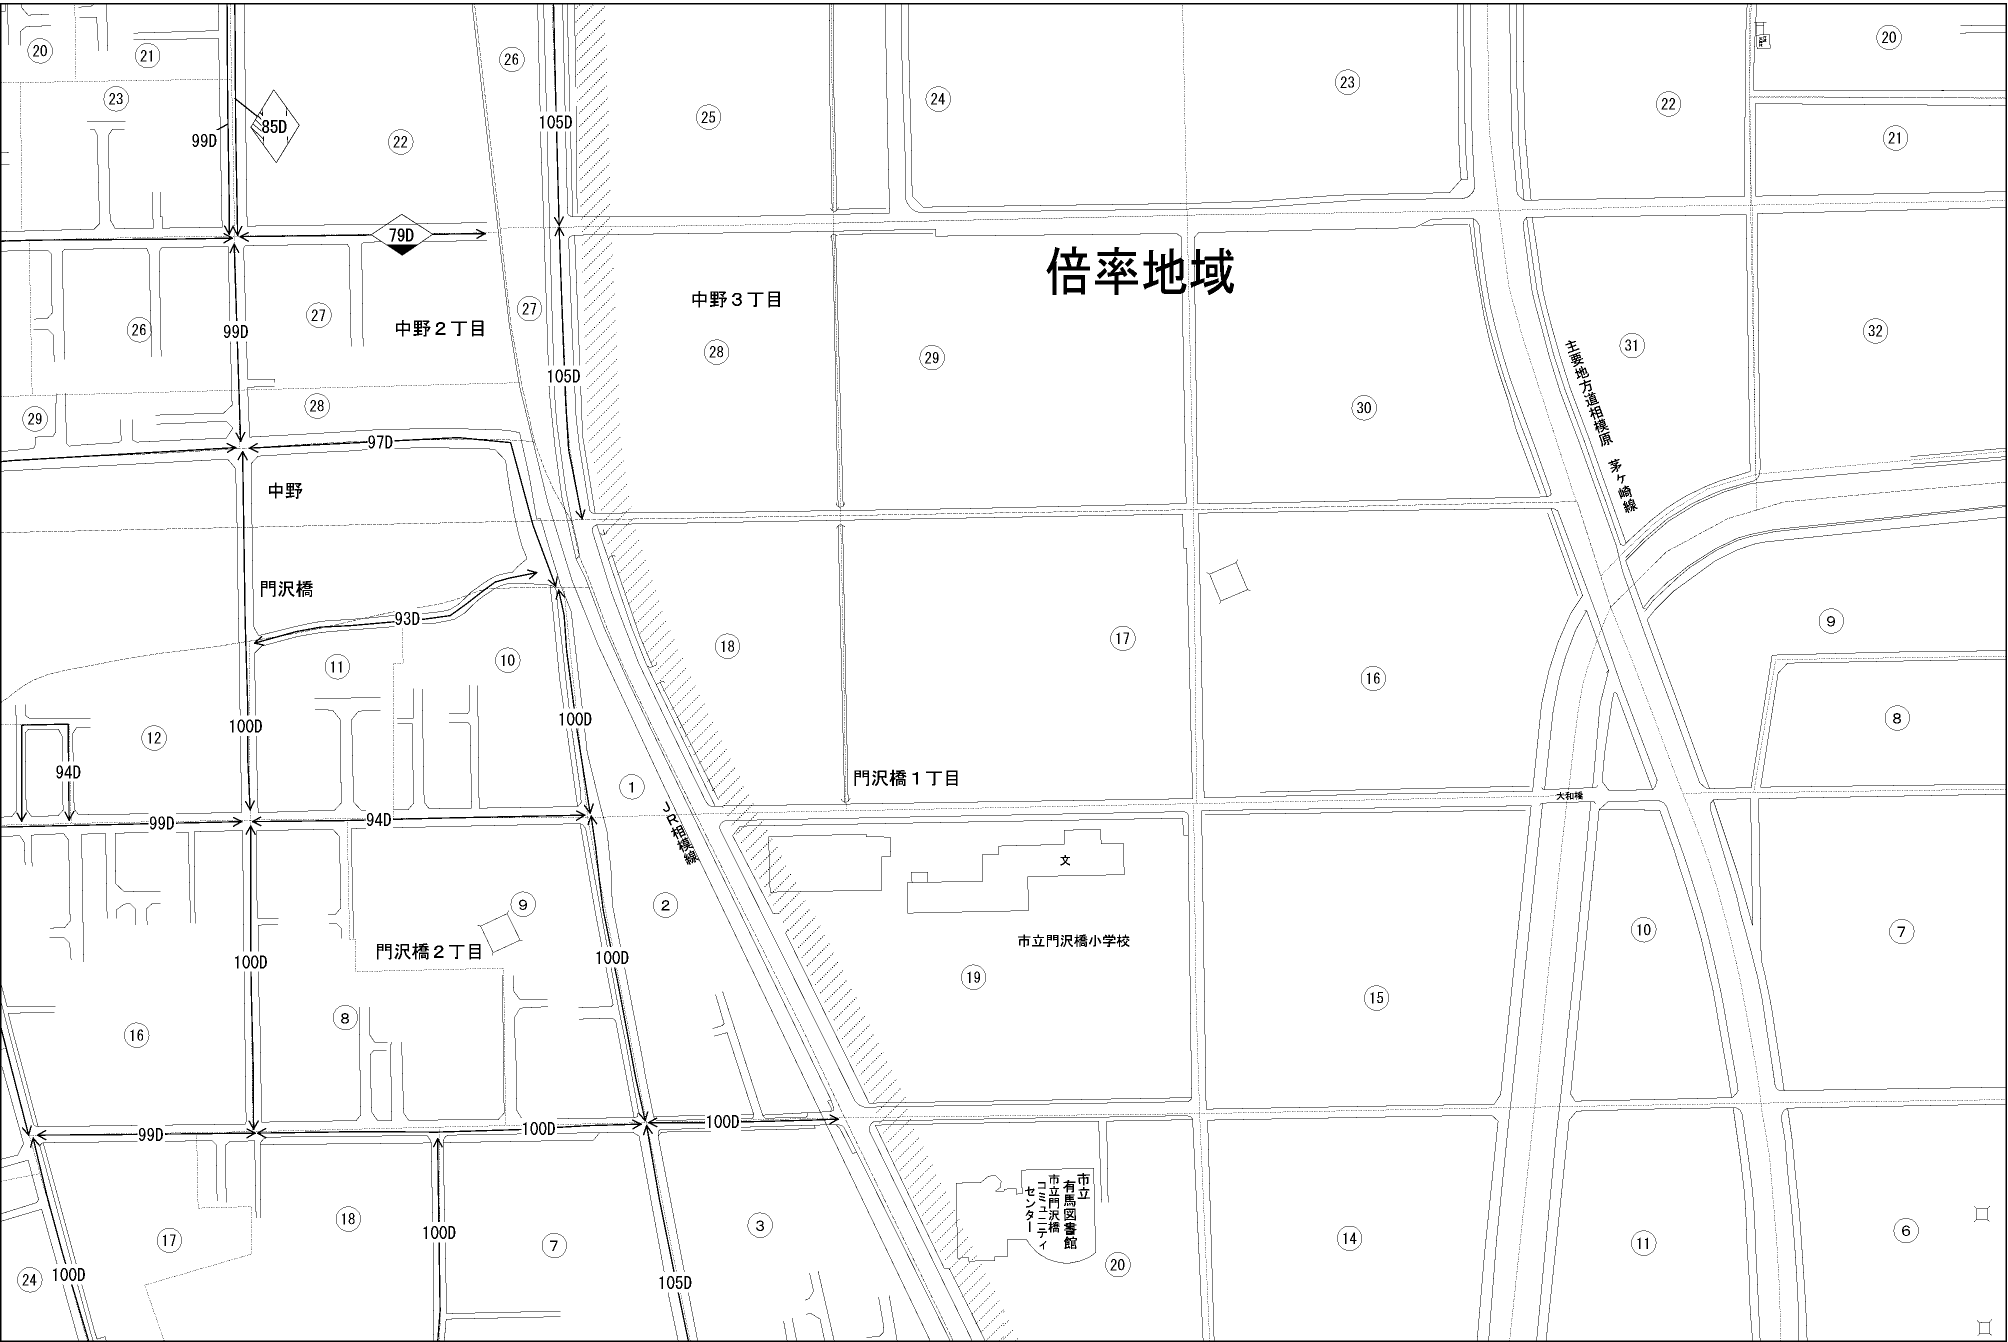 20
21
26
23
22
20
23
85D
99D
22
105D
25
24
22
21
79D
倍率地域
中野3丁目
27
27
中野2丁目
26
99D
28
29
31
32
主要地方道相模原 茅ヶ崎線
105D
29
28
30
97D
中野
門沢橋
93D
11
10
18
17
16
9
12
100D
100D
8
94D
1
門沢橋1丁目
大和橋
99D
94D
JR相模線
文
9
2
門沢橋2丁目
100D
100D
市立門沢橋小学校
19
10
7
16
8
15
99D
100D
100D
市立
有馬図書館
市立門沢橋
コミュニティ
センター
17
18
100D
7
3
20
14
11
6
24
100D
105D